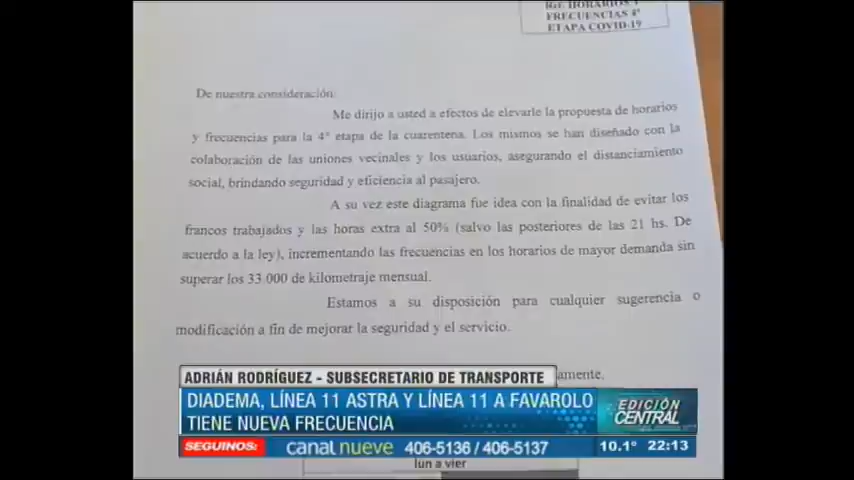 Ref. HORARIOS Y
FRECUENCIAS 4ª
ETAPA COVID-19
De nuestra consideración:
Me dirijo a usted a efectos de elevarle la propuesta de horarios
y frecuencias para la 4ª etapa de la cuarentena. Los mismos se han diseñado con la
colaboración de las uniones vecinales y los usuarios, asegurando el distanciamiento
social, brindando seguridad y eficiencia al pasajero.
A su vez este diagrama fue idea con la finalidad de evitar los
francos trabajados y las horas extra al 50% (salvo las posteriores de las 21 hs. De
acuerdo a la ley), incrementando las frecuencias en los horarios de mayor demanda sin
superar los 33.000 de kilometraje mensual.
Estamos a su disposición para cualquier sugerencia o
modificación a fin de mejorar la seguridad y el servicio.
amente.
ADRIÁN RODRÍGUEZ - SUBSECRETARIO DE TRANSPORTE
DIADEMA, LÍNEA 11 ASTRA Y LÍNEA 11 A FAVAROLO
TIENE NUEVA FRECUENCIA
EDICIÓN
CENTRAL
SEGUINOS: canal nueve 406-5136 / 406-5137 10.1° 22:13
lun a vier